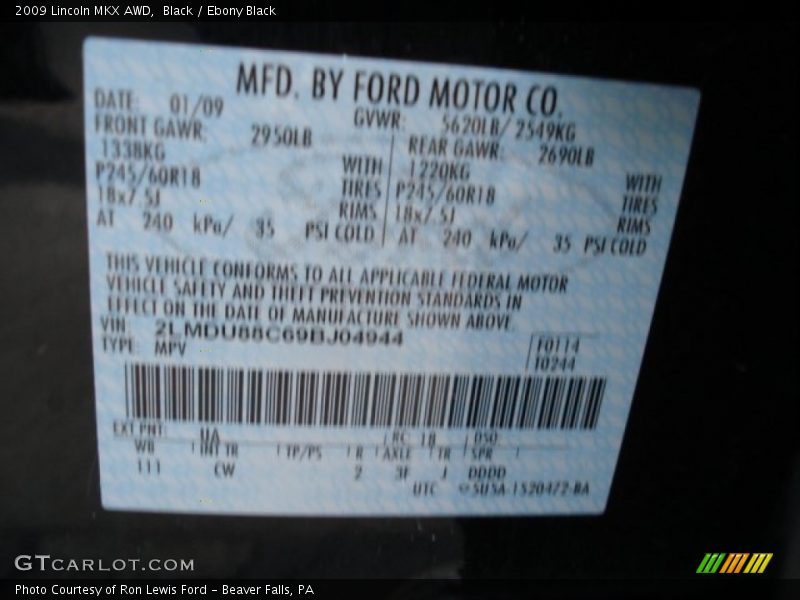 2009 Lincoln MKX AWD, Black / Ebony Black
MFD. BY FORD MOTOR CO.
DATE: 01/09 GVWR: 5620LB/ 2549KG
FRONT GAWR: 2950LB REAR GAWR: 2690LB
1338KG WITH 1220KG WITH
P245/60R18 TIRES P245/60R18 TIRES
18x7.5J RIMS 18x7.5J RIMS
AT 240 kPa/ 35 PSI COLD AT 240 kPa/ 35 PSI COLD
THIS VEHICLE CONFORMS TO ALL APPLICABLE FEDERAL MOTOR
VEHICLE SAFETY AND THEFT PREVENTION STANDARDS IN
EFFECT ON THE DATE OF MANUFACTURE SHOWN ABOVE.
VIN: 2LMDU88C69BJ04944
TYPE: MPV F0114
T0244
EXT PNT: UA RC: 18 DSO:
WB INT TR TP/PS R AXLE TR SPR
111 CW 2 3F J DDDD
UTC 5U5A-1520472-BA
GTCARLOT.COM
Photo Courtesy of Ron Lewis Ford - Beaver Falls, PA